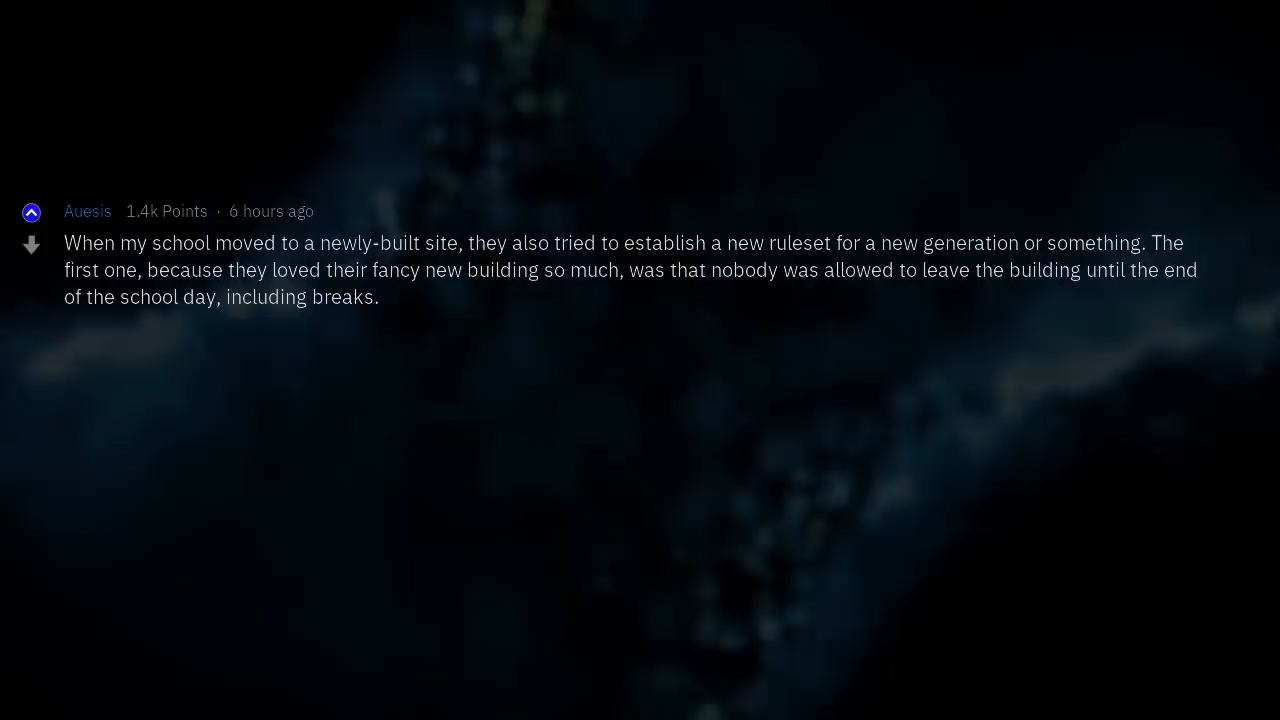 Auesis 1.4k Points · 6 hours ago
When my school moved to a newly-built site, they also tried to establish a new ruleset for a new generation or something. The
first one, because they loved their fancy new building so much, was that nobody was allowed to leave the building until the end
of the school day, including breaks.